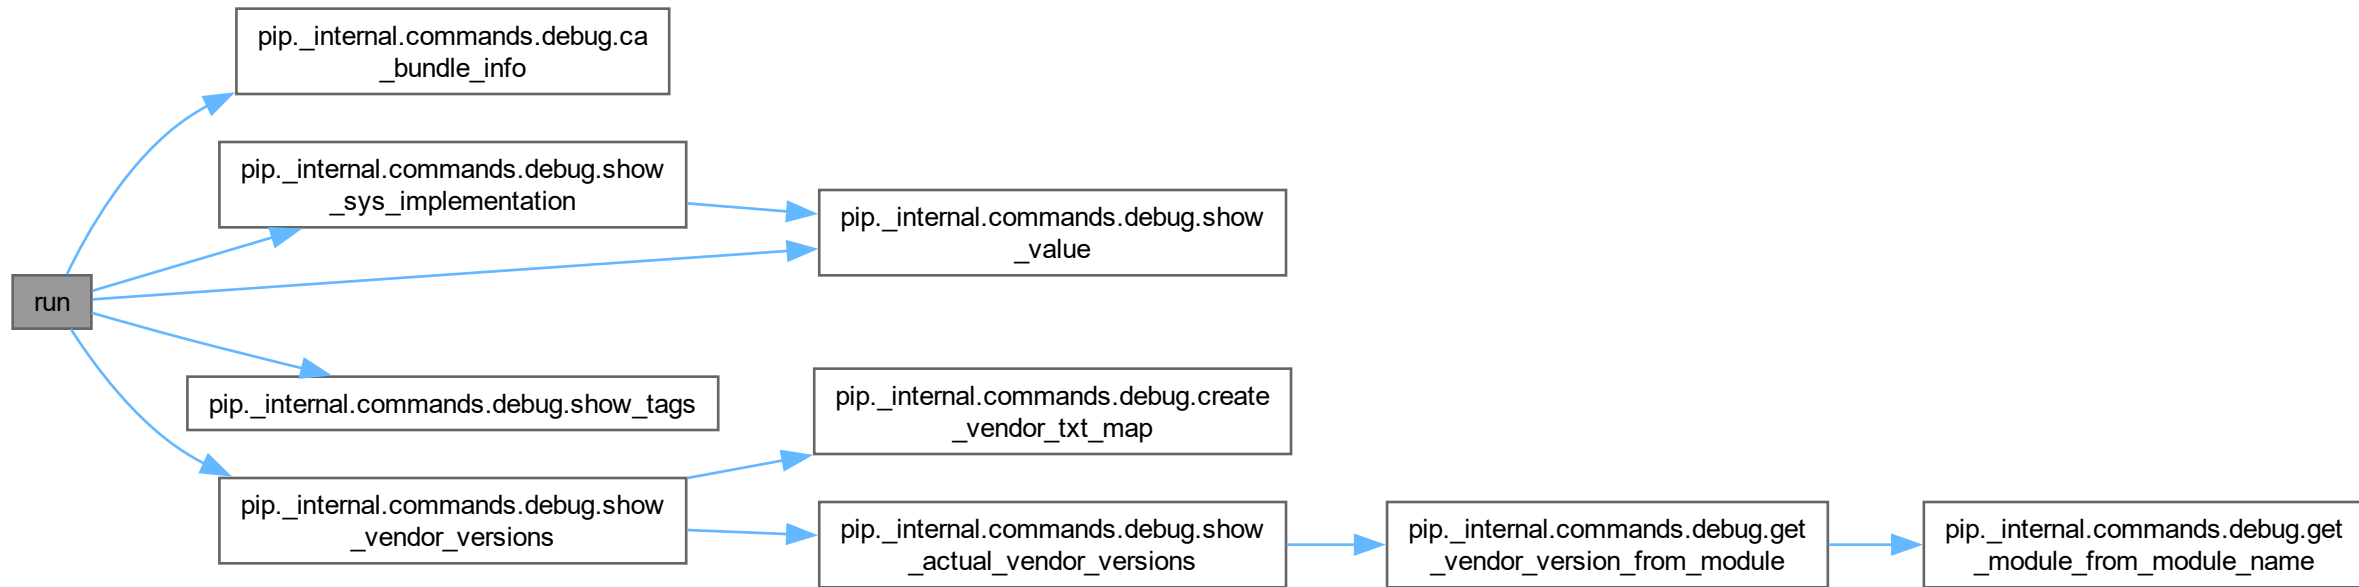 pip._internal.commands.debug.ca
_bundle_info
pip._internal.commands.debug.show
_sys_implementation
pip._internal.commands.debug.show
_value
run
pip._internal.commands.debug.show_tags
pip._internal.commands.debug.create
_vendor_txt_map
pip._internal.commands.debug.show
_vendor_versions
pip._internal.commands.debug.show
_actual_vendor_versions
pip._internal.commands.debug.get
_vendor_version_from_module
pip._internal.commands.debug.get
_module_from_module_name